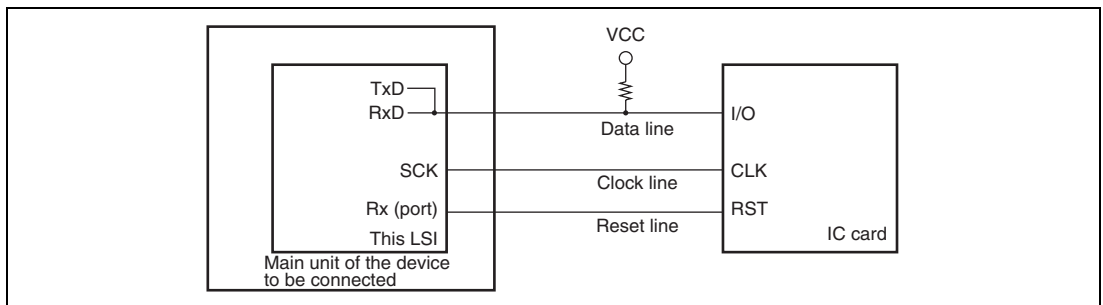 VCC
TxD
RxD
I/O
Data line
SCK
CLK
Clock line
Rx (port)
RST
Reset line
This LSI
IC card
Main unit of the device
to be connected